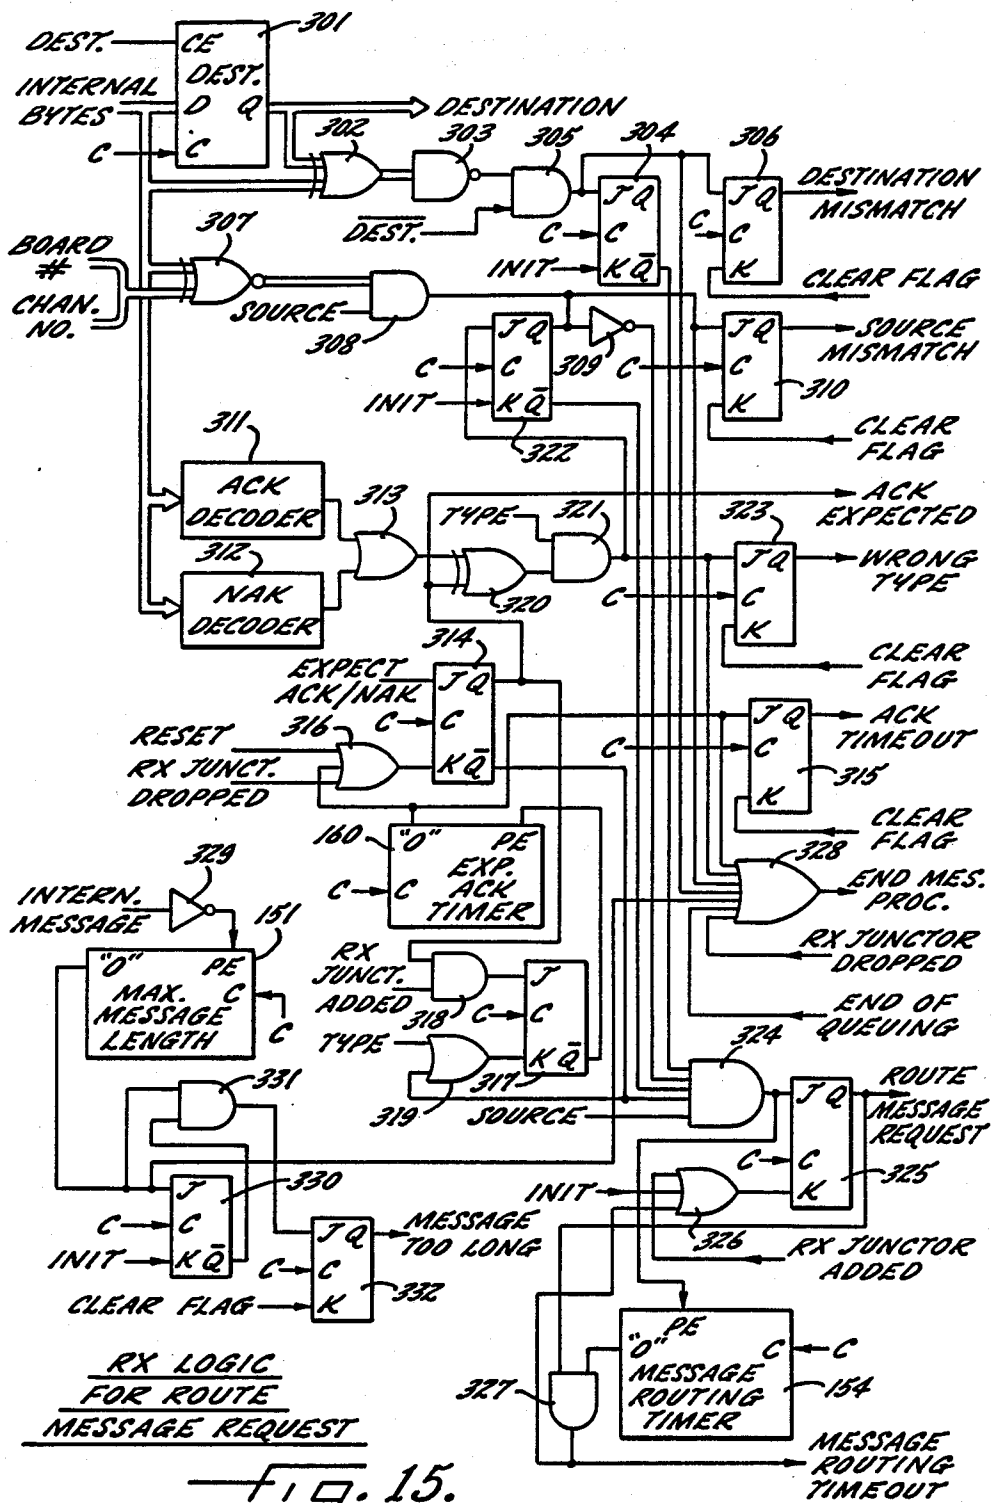 301
DEST.
CE
DEST.
INTERNAL
BYTES
D Q
DESTINATION
C
C
302
303
305
304
306
J Q
C
C
K Q̅
INIT
D̅E̅S̅T̅.̅
J Q
C
C
K
DESTINATION
MISMATCH
CLEAR FLAG
BOARD
#
CHAN.
NO.
307
SOURCE
308
J Q
C
C
INIT
K Q̅
322
309
J Q
C
C
K
310
SOURCE
MISMATCH
CLEAR
FLAG
311
ACK
DECODER
312
NAK
DECODER
313
TYPE
321
320
323
J Q
C
C
K
ACK
EXPECTED
WRONG
TYPE
CLEAR
FLAG
314
EXPECT
ACK/NAK
J Q
C
C
K Q̅
316
RESET
RX JUNCT.
DROPPED
J Q
C
C
K
315
ACK
TIMEOUT
CLEAR
FLAG
160
"0" PE
EXP.
ACK
TIMER
C
C
328
END MES.
PROC.
RX JUNCTOR
DROPPED
END OF
QUEUING
329
INTERN.
MESSAGE
151
"0" PE
C
MAX.
MESSAGE
LENGTH
C
RX
JUNCT.
ADDED
318
J
C
C
K Q̅
317
TYPE
319
SOURCE
324
J Q
C
C
K
325
ROUTE
MESSAGE
REQUEST
331
330
J
C
C
INIT
K Q̅
J Q
C
C
K
332
MESSAGE
TOO LONG
CLEAR FLAG
INIT
326
RX JUNCTOR
ADDED
PE
"0" C
C
MESSAGE
ROUTING
TIMER
154
327
MESSAGE
ROUTING
TIMEOUT
RX LOGIC
FOR ROUTE
MESSAGE REQUEST
FIG. 15.